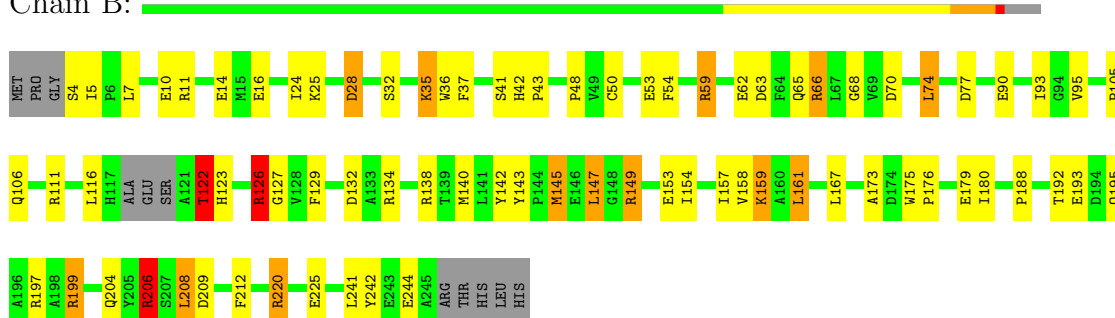 Chain B:
MET PRO GLY S4 I5 P6 L7 E10 R11 E14 M15 E16 I24 K25 D28 S32 K35 W36 F37 S41 H42 P43 P48 V49 C50 E53 F54 R59 E62 D63 F64 Q65 R66 L67 G68 V69 D70 L74 D77 E90 I93 G94 V95
Q106 R111 L116 H117 ALA GLU SER A121 T122 H123 R126 G127 V128 F129 D132 A133 R134 R138 T139 M140 L141 Y142 Y143 P144 M145 E146 L147 G148 R149 E153 I154 I157 V158 K159 A160 L161 L167 A173 D174 W175 P176 E179 I180 P188 T192 E193 D194
A196 R197 A198 R199 Q204 Y205 R206 S207 L208 D209 F212 R220 E225 L241 Y242 E243 E244 A245 ARG THR HIS LEU HIS